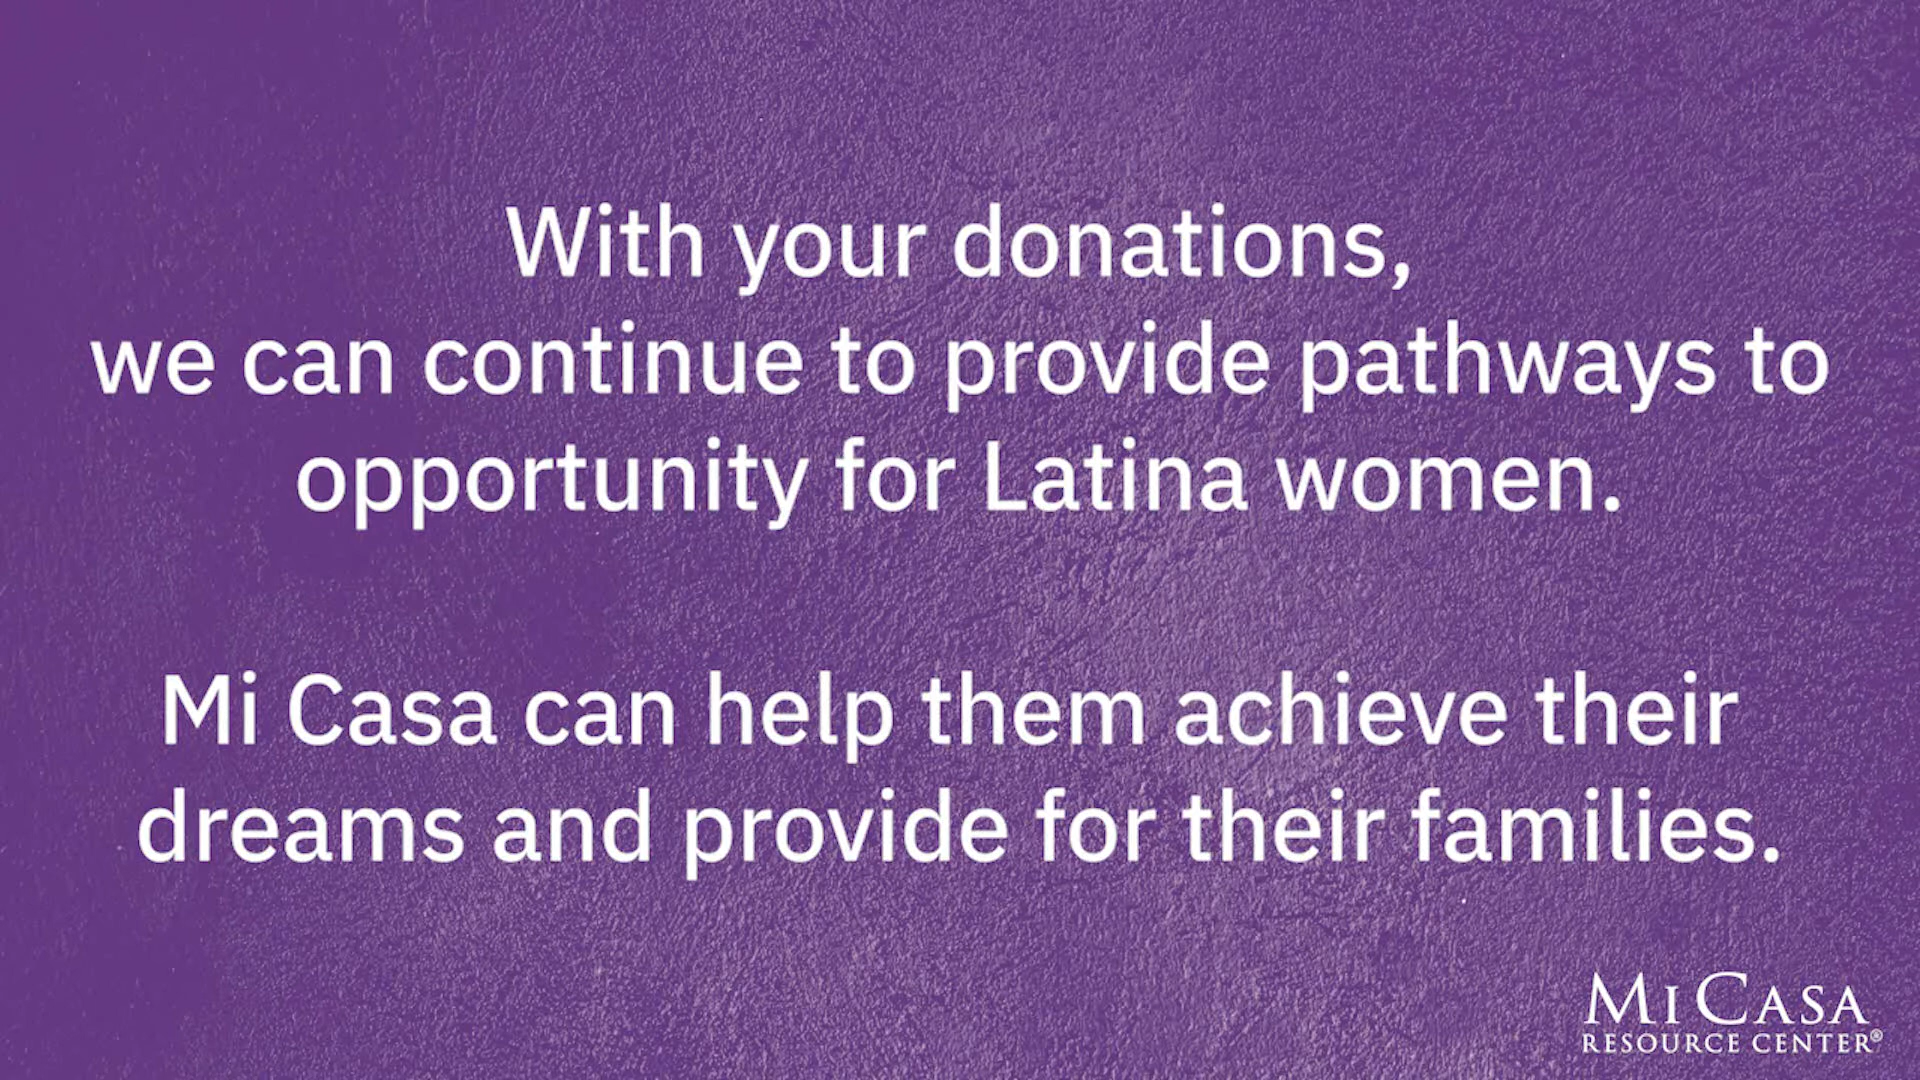 With your donations,
we can continue to provide pathways to
opportunity for Latina women.
Mi Casa can help them achieve their
dreams and provide for their families.
MI CASA
RESOURCE CENTER®